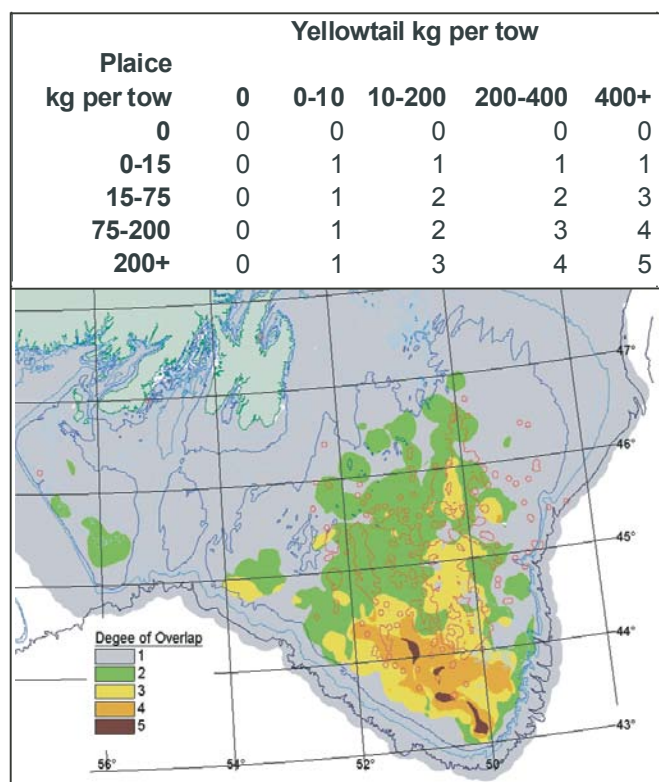 Yellowtail kg per tow
Plaice
kg per tow 0 0-10 10-200 200-400 400+
0 0 0 0 0 0
0-15 0 1 1 1 1
15-75 0 1 2 2 3
75-200 0 1 2 3 4
200+ 0 1 3 4 5
47°
46°
45°
44°
43°
Degee of Overlap
1
2
3
4
5
56° 54° 52° 50°